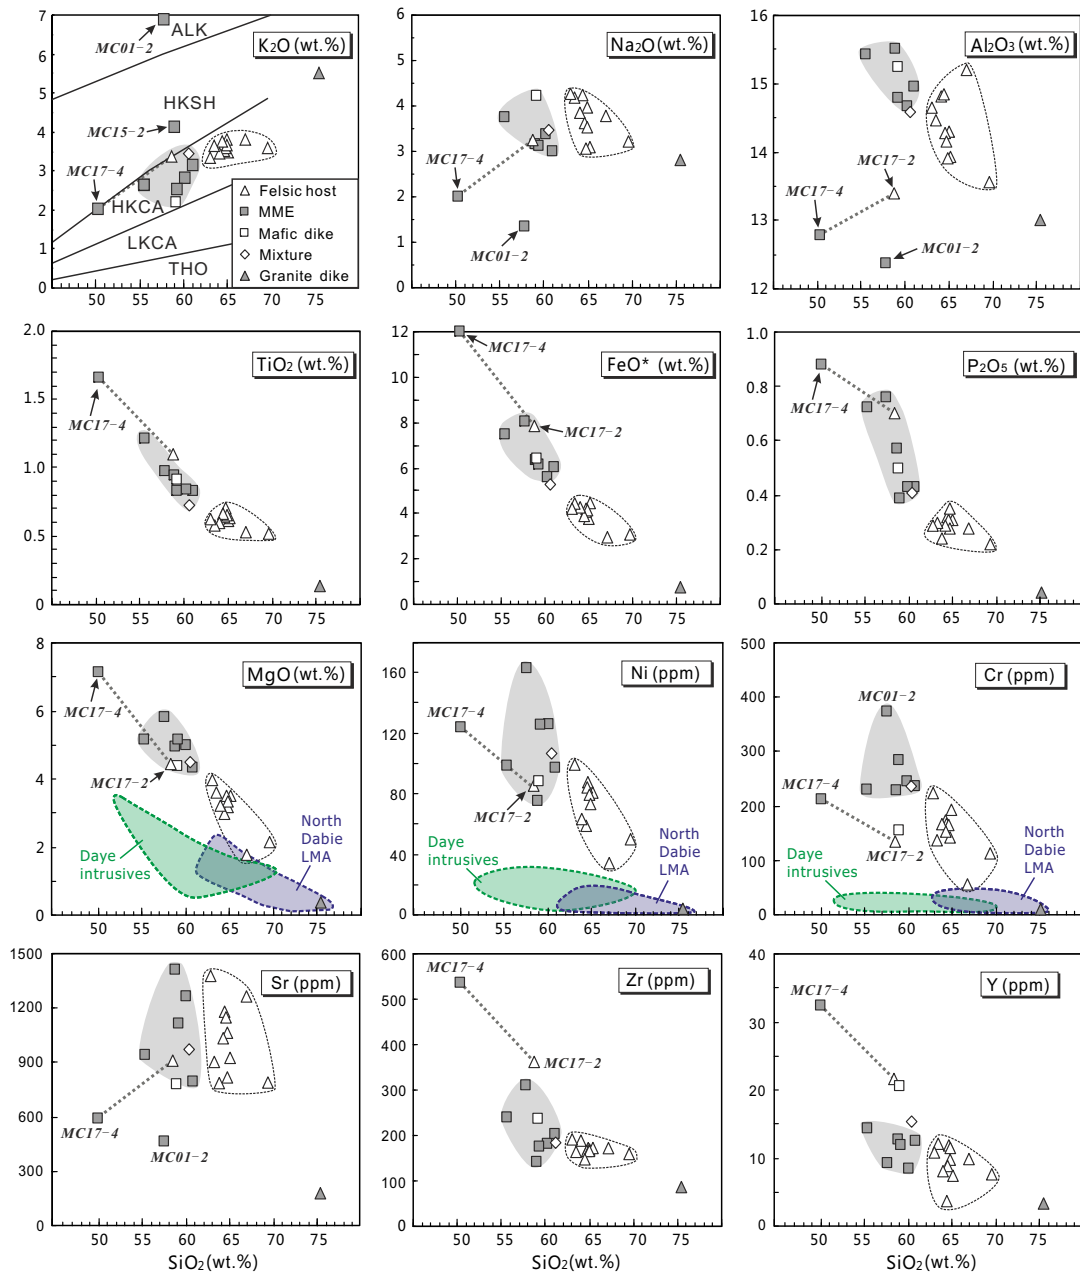 K2O (wt.%)
7
6
5
4
3
2
1
0
ALK
MC01-2
HKSH
MC15-2
MC17-4
HKCA
LKCA
THO
Felsic host
MME
Mafic dike
Mixture
Granite dike
50 55 60 65 70 75
Na2O (wt.%)
6
5
4
3
2
1
0
MC17-4
MC01-2
50 55 60 65 70 75
Al2O3 (wt.%)
16
15
14
13
12
MC17-2
MC17-4
MC01-2
50 55 60 65 70 75
TiO2 (wt.%)
2.0
1.5
1.0
0.5
0
MC17-4
50 55 60 65 70 75
FeO* (wt.%)
12
10
8
6
4
2
0
MC17-4
MC17-2
50 55 60 65 70 75
P2O5 (wt.%)
1.0
0.8
0.6
0.4
0.2
0
MC17-4
50 55 60 65 70 75
MgO (wt.%)
8
6
4
2
0
MC17-4
MC17-2
North
Dabie
LMA
Daye
intrusives
50 55 60 65 70 75
Ni (ppm)
160
120
80
40
0
MC17-4
MC17-2
North
Dabie
LMA
Daye
intrusives
50 55 60 65 70 75
Cr (ppm)
500
400
300
200
100
0
MC01-2
MC17-4
MC17-2
Daye
intrusives
North
Dabie
LMA
50 55 60 65 70 75
Sr (ppm)
1500
1200
900
600
300
0
MC17-4
MC01-2
50 55 60 65 70 75
SiO2(wt.%)
Zr (ppm)
600
500
400
300
200
100
0
MC17-4
MC17-2
50 55 60 65 70 75
SiO2(wt.%)
Y (ppm)
40
30
20
10
0
MC17-4
50 55 60 65 70 75
SiO2(wt.%)